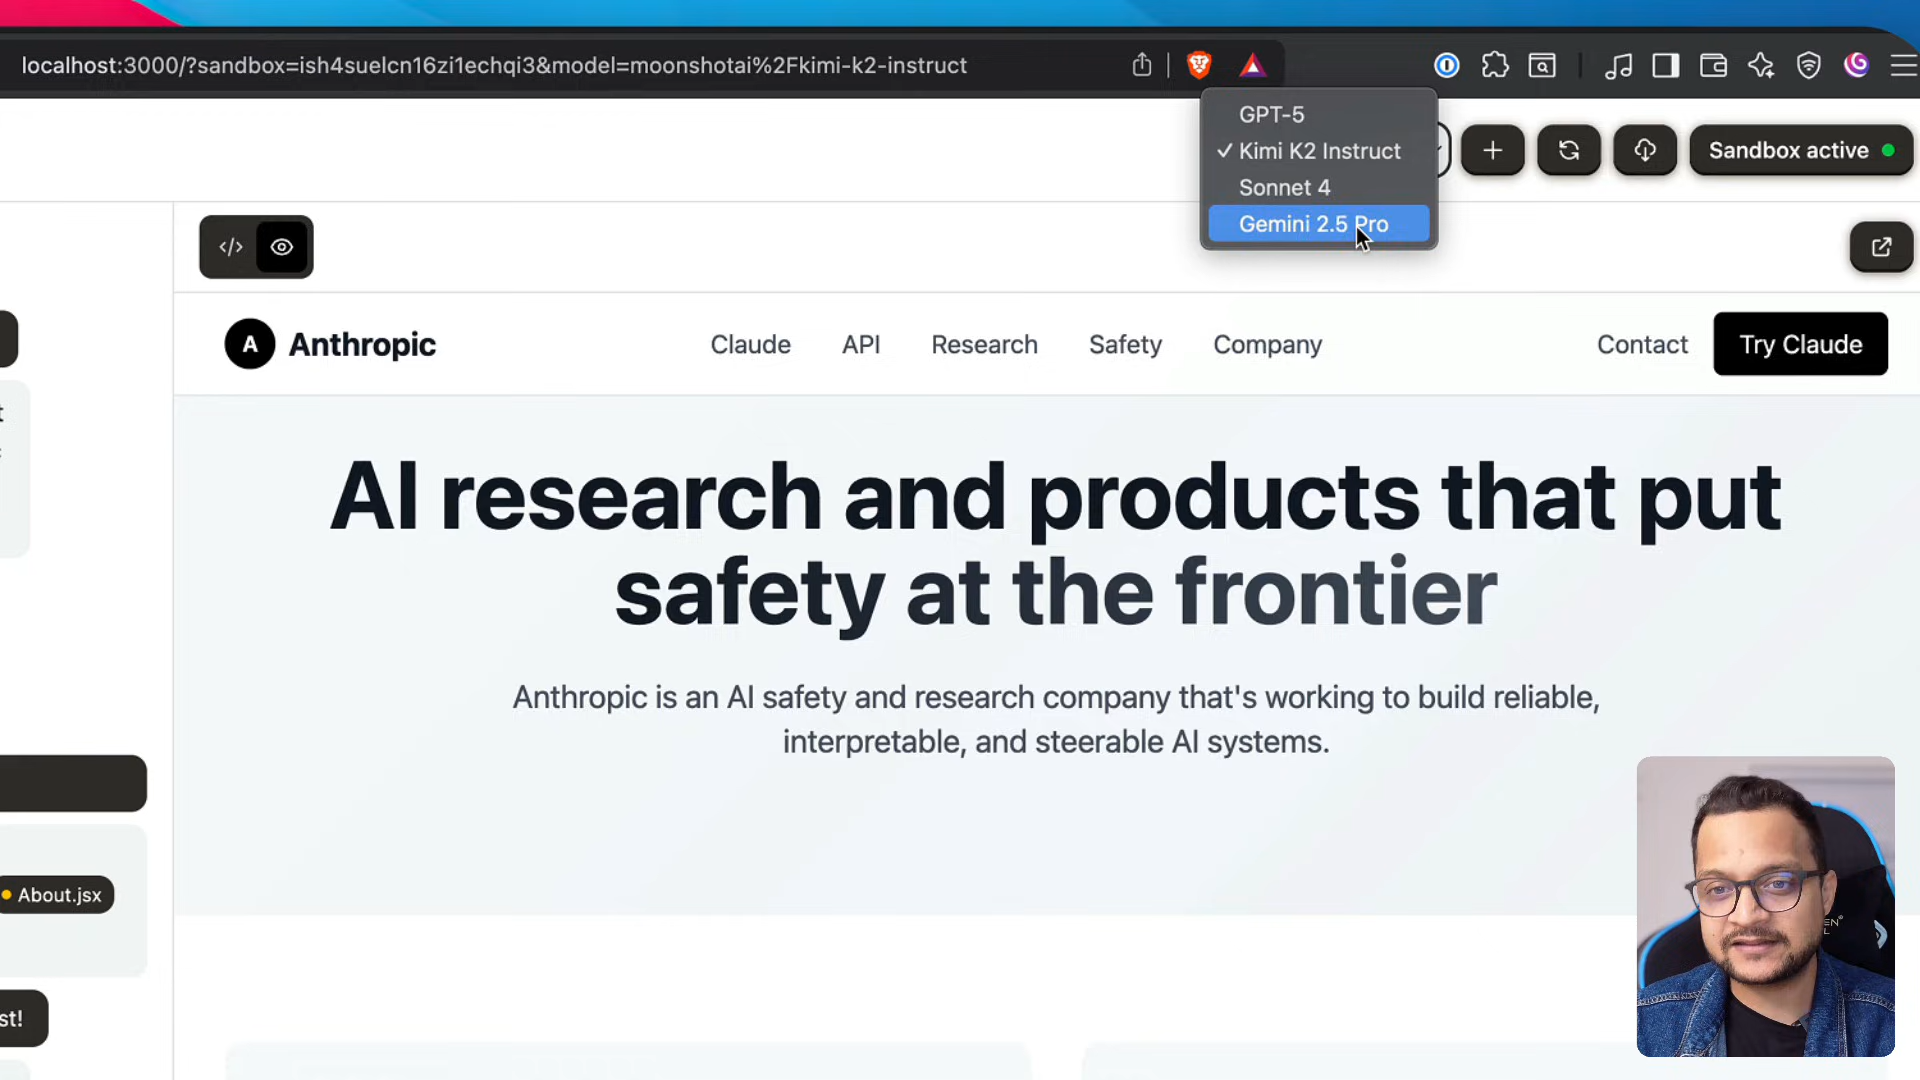 localhost:3000/?sandbox=ish4suelcn16zi1echqi3&model=moonshotai%2Fkimi-k2-instruct
GPT-5
✓ Kimi K2 Instruct
Sonnet 4
Gemini 2.5 Pro
Sandbox active
A Anthropic
Claude
API
Research
Safety
Company
Contact
Try Claude
AI research and products that put
safety at the frontier
Anthropic is an AI safety and research company that's working to build reliable,
interpretable, and steerable AI systems.
About.jsx
st!